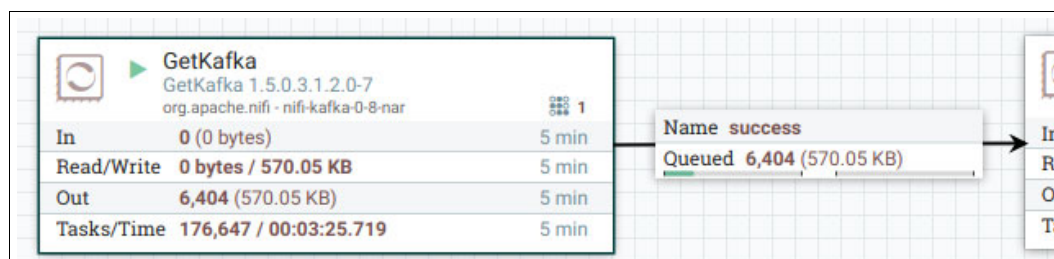 GetKafka
GetKafka 1.5.0.3.1.2.0-7
org.apache.nifi - nifi-kafka-0-8-nar
1
In 0 (0 bytes) 5 min
Read/Write 0 bytes / 570.05 KB 5 min
Out 6,404 (570.05 KB) 5 min
Tasks/Time 176,647 / 00:03:25.719 5 min
Name success
Queued 6,404 (570.05 KB)